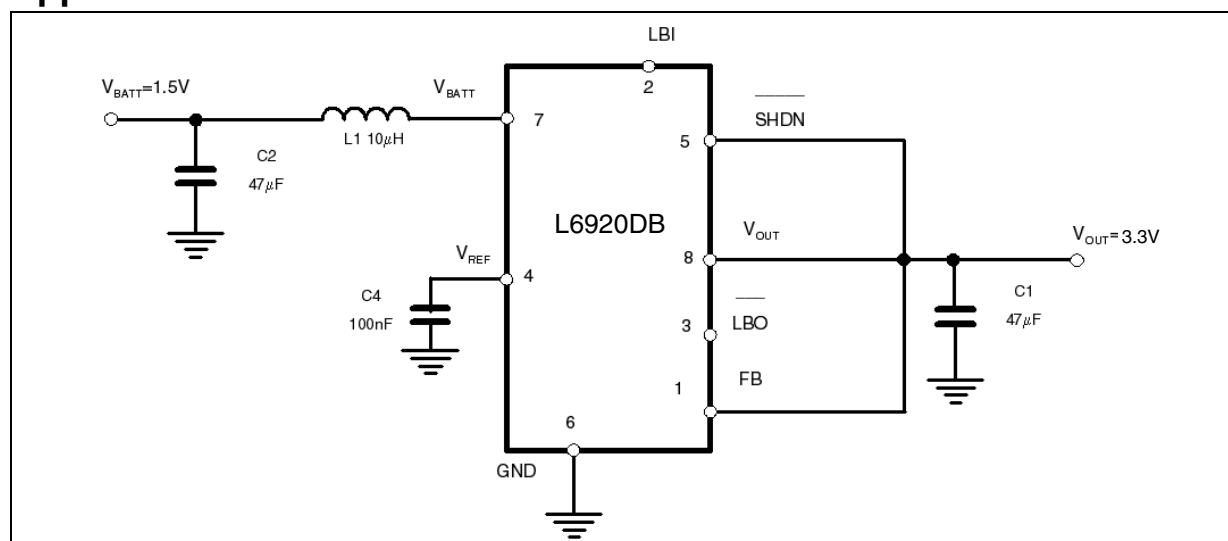 LBI
2
V_BATT=1.5V
V_BATT
7
L1 10μH
C2
47μF
SHDN
5
L6920DB
V_OUT
8
V_OUT=3.3V
V_REF
4
C4
100nF
LBO
3
C1
47μF
FB
1
6
GND